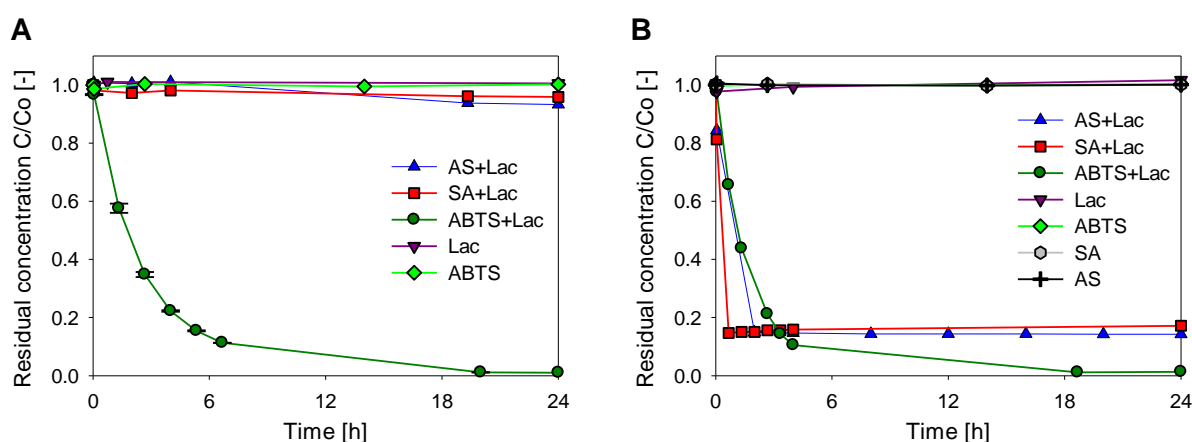 A
Residual concentration C/Co [-]
1.0
0.8
0.6
0.4
0.2
0.0
0
6
12
18
24
Time [h]
AS+Lac
SA+Lac
ABTS+Lac
Lac
ABTS
B
Residual concentration C/Co [-]
1.0
0.8
0.6
0.4
0.2
0.0
0
6
12
18
24
Time [h]
AS+Lac
SA+Lac
ABTS+Lac
Lac
ABTS
SA
AS